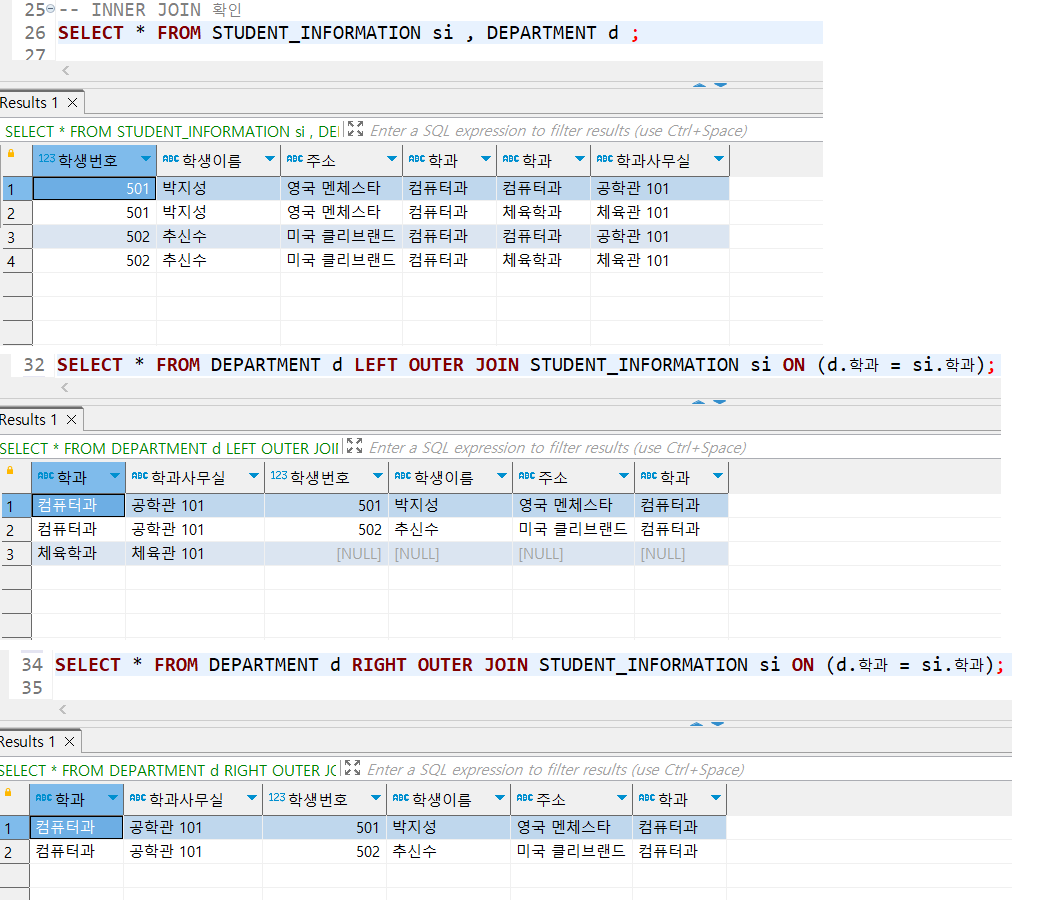 25 -- INNER JOIN 확인
26 SELECT * FROM STUDENT_INFORMATION si , DEPARTMENT d ;
27
Results 1
SELECT * FROM STUDENT_INFORMATION si , DEI Enter a SQL expression to filter results (use Ctrl+Space)
123 학생번호 ABC 학생이름 ABC 주소 ABC 학과 ABC 학과 ABC 학과사무실
1 501 박지성 영국 멘체스타 컴퓨터과 컴퓨터과 공학관 101
2 501 박지성 영국 멘체스타 컴퓨터과 체육학과 체육관 101
3 502 추신수 미국 클리브랜드 컴퓨터과 컴퓨터과 공학관 101
4 502 추신수 미국 클리브랜드 컴퓨터과 체육학과 체육관 101
32 SELECT * FROM DEPARTMENT d LEFT OUTER JOIN STUDENT_INFORMATION si ON (d.학과 = si.학과);
Results 1
SELECT * FROM DEPARTMENT d LEFT OUTER JOII Enter a SQL expression to filter results (use Ctrl+Space)
ABC 학과 ABC 학과사무실 123 학생번호 ABC 학생이름 ABC 주소 ABC 학과
1 컴퓨터과 공학관 101 501 박지성 영국 멘체스타 컴퓨터과
2 컴퓨터과 공학관 101 502 추신수 미국 클리브랜드 컴퓨터과
3 체육학과 체육관 101 [NULL] [NULL] [NULL] [NULL]
34 SELECT * FROM DEPARTMENT d RIGHT OUTER JOIN STUDENT_INFORMATION si ON (d.학과 = si.학과);
35
Results 1
SELECT * FROM DEPARTMENT d RIGHT OUTER JC Enter a SQL expression to filter results (use Ctrl+Space)
ABC 학과 ABC 학과사무실 123 학생번호 ABC 학생이름 ABC 주소 ABC 학과
1 컴퓨터과 공학관 101 501 박지성 영국 멘체스타 컴퓨터과
2 컴퓨터과 공학관 101 502 추신수 미국 클리브랜드 컴퓨터과